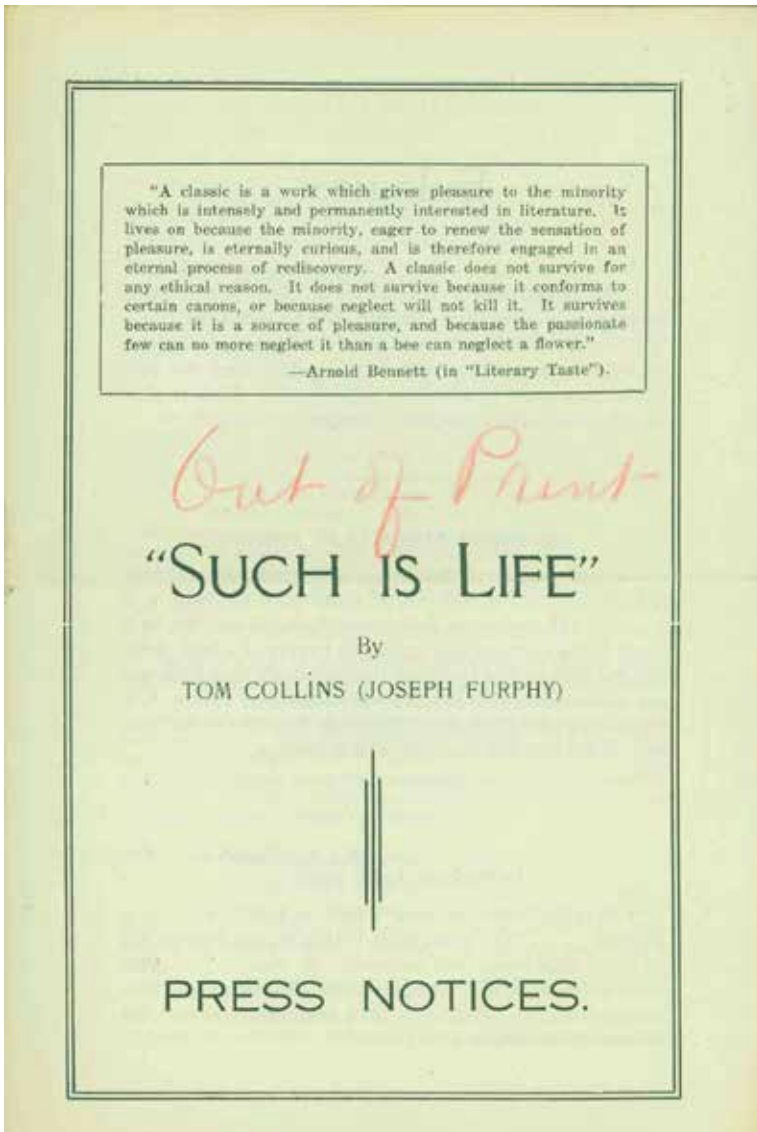 "A classic is a work which gives pleasure to the minority
which is intensely and permanently interested in literature. It
lives on because the minority, eager to renew the sensation of
pleasure, is eternally curious, and is therefore engaged in an
eternal process of rediscovery. A classic does not survive for
any ethical reason. It does not survive because it conforms to
certain canons, or because neglect will not kill it. It survives
because it is a source of pleasure, and because the passionate
few can no more neglect it than a bee can neglect a flower."
—Arnold Bennett (in "Literary Taste").
Out of Print
"SUCH IS LIFE"
By
TOM COLLINS (JOSEPH FURPHY)
PRESS NOTICES.